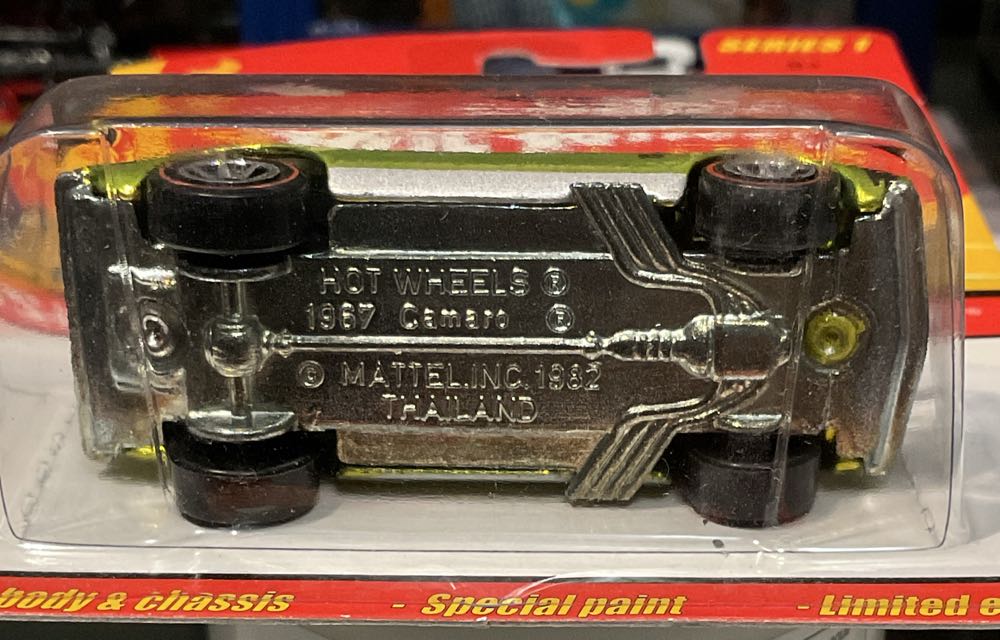 SERIES 1
HOT WHEELS ®
1967 Camaro ®
© MATTEL.INC.1982
THAILAND
body & chassis - Special paint - Limited e